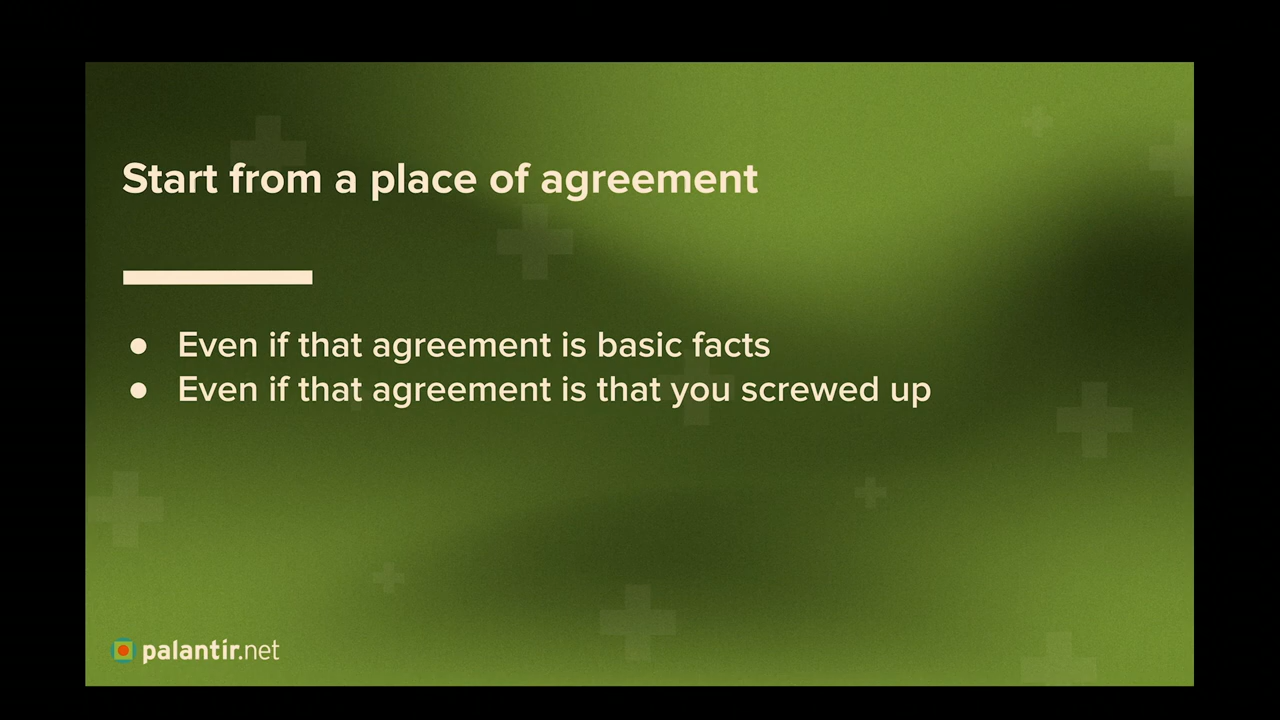 Start from a place of agreement
● Even if that agreement is basic facts
● Even if that agreement is that you screwed up
palantir.net